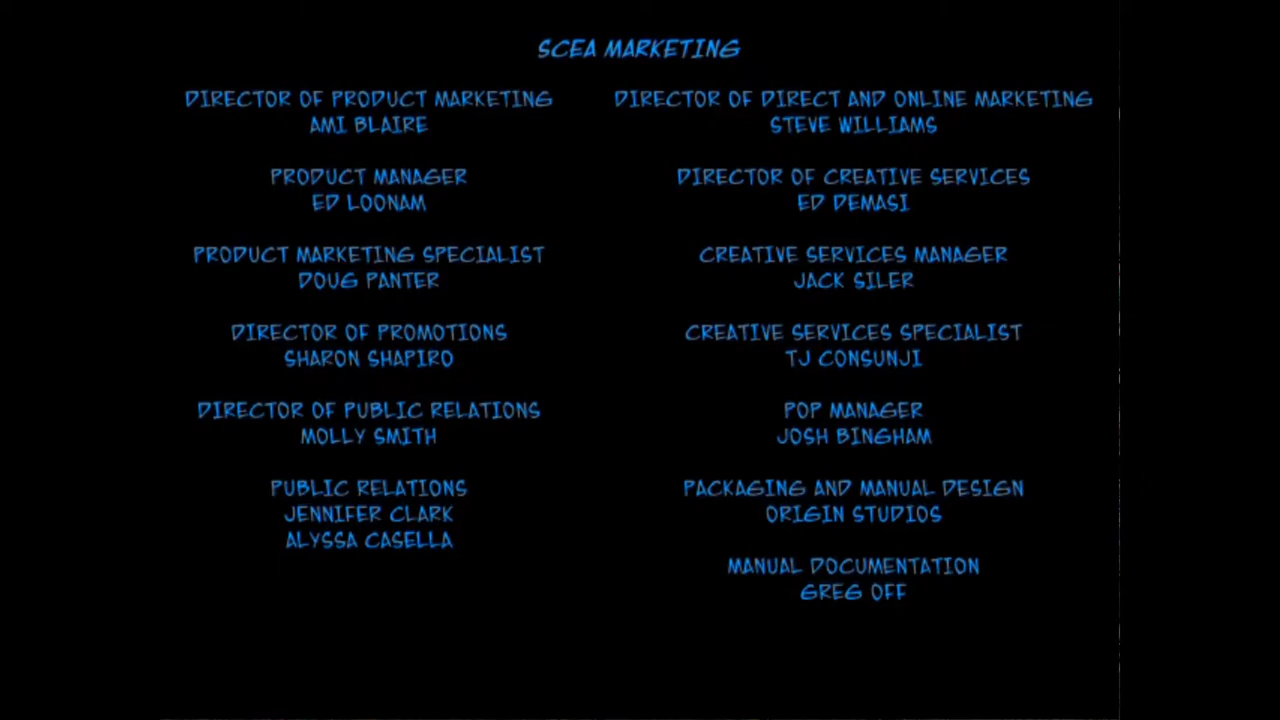 SCEA MARKETING
DIRECTOR OF PRODUCT MARKETING
AMI BLAIRE
PRODUCT MANAGER
ED LOONAM
PRODUCT MARKETING SPECIALIST
DOUG PANTER
DIRECTOR OF PROMOTIONS
SHARON SHAPIRO
DIRECTOR OF PUBLIC RELATIONS
MOLLY SMITH
PUBLIC RELATIONS
JENNIFER CLARK
ALYSSA CASELLA
DIRECTOR OF DIRECT AND ONLINE MARKETING
STEVE WILLIAMS
DIRECTOR OF CREATIVE SERVICES
ED DEMASI
CREATIVE SERVICES MANAGER
JACK SILER
CREATIVE SERVICES SPECIALIST
TJ CONSUNJI
POP MANAGER
JOSH BINGHAM
PACKAGING AND MANUAL DESIGN
ORIGIN STUDIOS
MANUAL DOCUMENTATION
GREG OFF